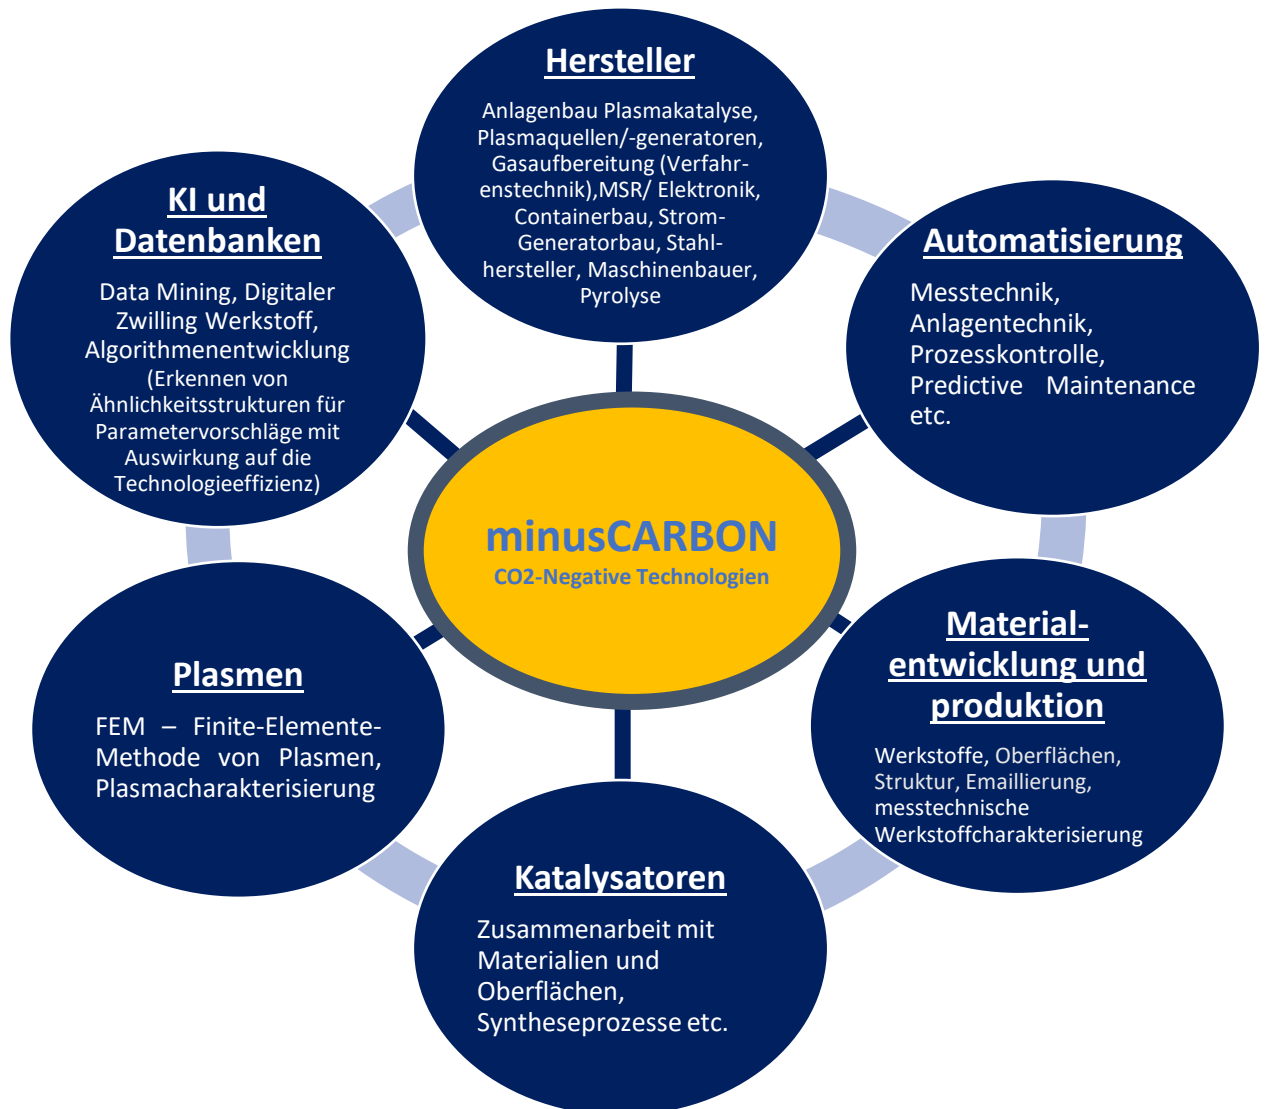 Hersteller
Anlagenbau Plasmakatalyse,
Plasmaquellen/-generatoren,
Gasaufbereitung (Verfahr-
enstechnik),MSR/ Elektronik,
Containerbau, Strom-
Generatorbau, Stahl-
hersteller, Maschinenbauer,
Pyrolyse
KI und
Datenbanken
Data Mining, Digitaler
Zwilling Werkstoff,
Algorithmenentwicklung
(Erkennen von
Ähnlichkeitsstrukturen für
Parametervorschläge mit
Auswirkung auf die
Technologieeffizienz)
Automatisierung
Messtechnik,
Anlagentechnik,
Prozesskontrolle,
Predictive Maintenance
etc.
minusCARBON
CO2-Negative Technologien
Plasmen
FEM – Finite-Elemente-
Methode von Plasmen,
Plasmacharakterisierung
Material-
entwicklung und
produktion
Werkstoffe, Oberflächen,
Struktur, Emaillierung,
messtechnische
Werkstoffcharakterisierung
Katalysatoren
Zusammenarbeit mit
Materialien und
Oberflächen,
Syntheseprozesse etc.